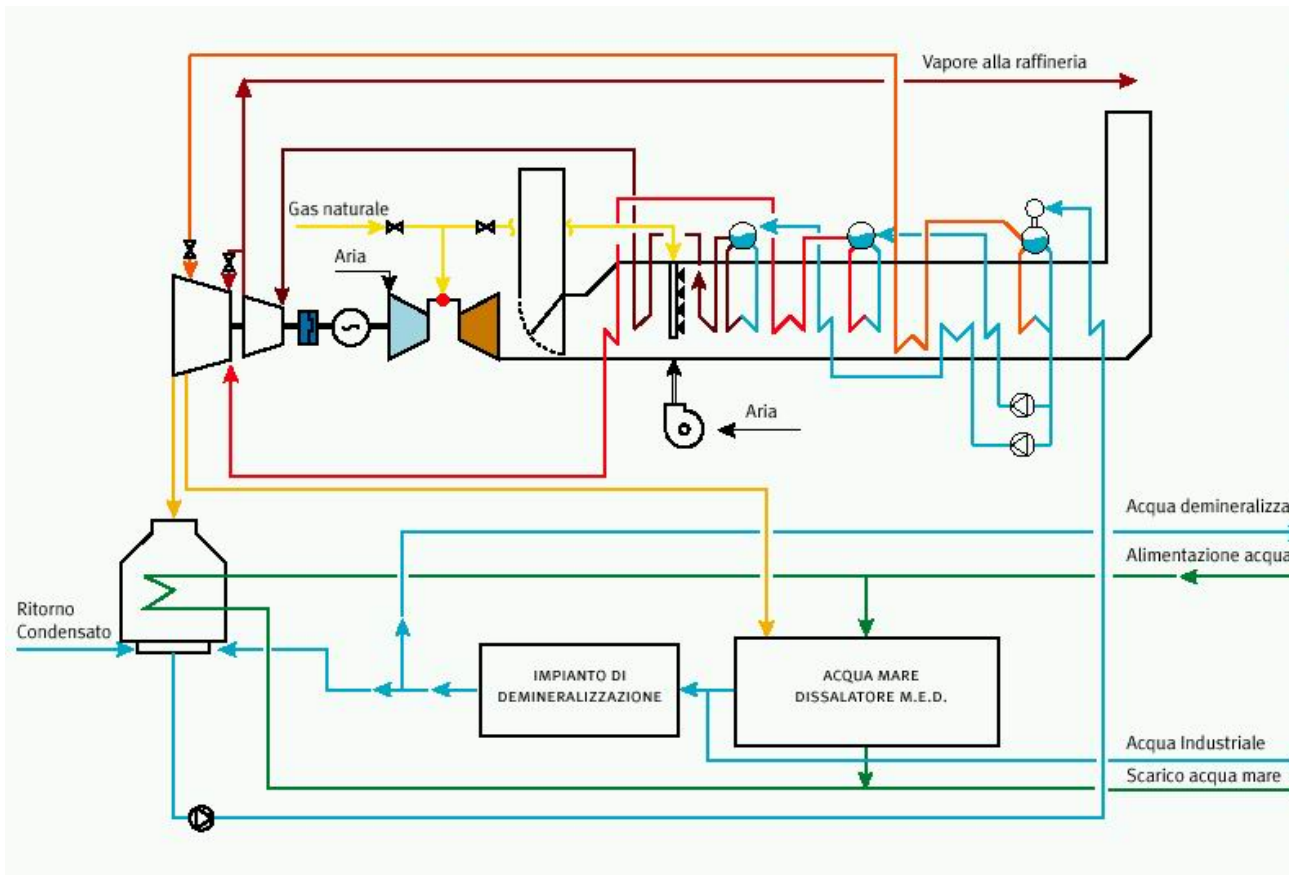 Vapore alla raffineria
Gas naturale
Aria
Aria
Acqua demineralizza
Alimentazione acqua
Ritorno
Condensato
IMPIANTO DI
DEMINERALIZZAZIONE
ACQUA MARE
DISSALATORE M.E.D.
Acqua Industriale
Scarico acqua mare